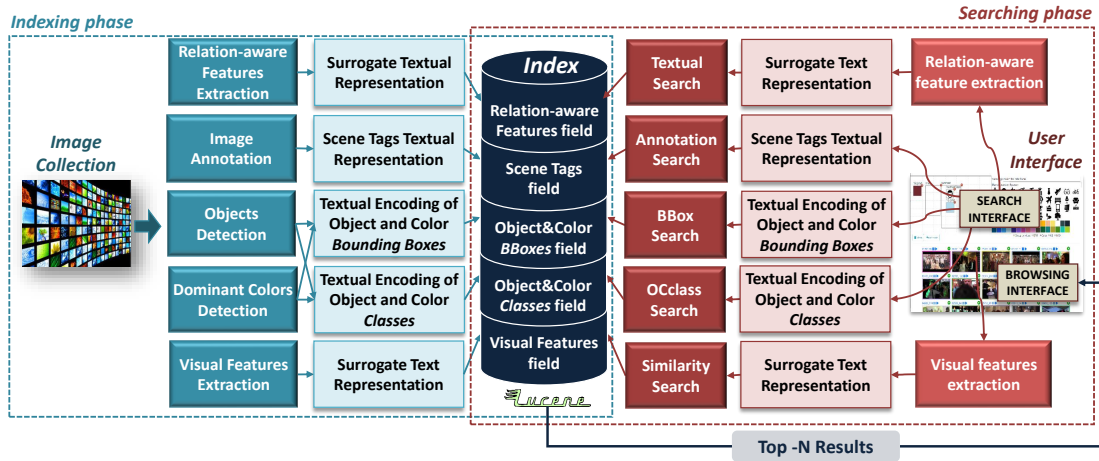 Indexing phase
Searching phase
Image
Collection
Relation-aware
Features
Extraction
Image
Annotation
Objects
Detection
Dominant Colors
Detection
Visual Features
Extraction
Surrogate Textual
Representation
Scene Tags Textual
Representation
Textual Encoding of
Object and Color
Bounding Boxes
Textual Encoding of
Object and Color
Classes
Surrogate Text
Representation
Index
Relation-aware
Features field
Scene Tags
field
Object&Color
BBoxes field
Object&Color
Classes field
Visual Features
field
Lucene
Textual
Search
Annotation
Search
BBox
Search
OCclass
Search
Similarity
Search
Surrogate Text
Representation
Scene Tags Textual
Representation
Textual Encoding of
Object and Color
Bounding Boxes
Textual Encoding of
Object and Color
Classes
Surrogate Text
Representation
Relation-aware
feature extraction
User
Interface
SEARCH
INTERFACE
BROWSING
INTERFACE
Visual features
extraction
Top -N Results